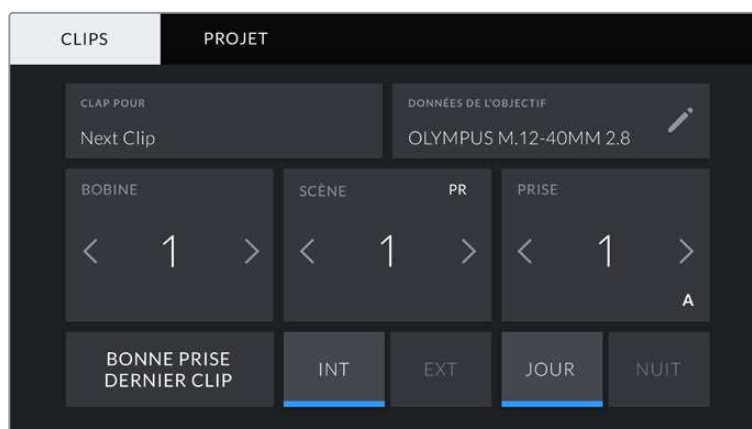 CLIPS PROJET
CLAP POUR DONNÉES DE L'OBJECTIF
Next Clip OLYMPUS M.12-40MM 2.8
BOBINE SCÈNE PR PRISE
1 1 1
A
BONNE PRISE
DERNIER CLIP INT EXT JOUR NUIT